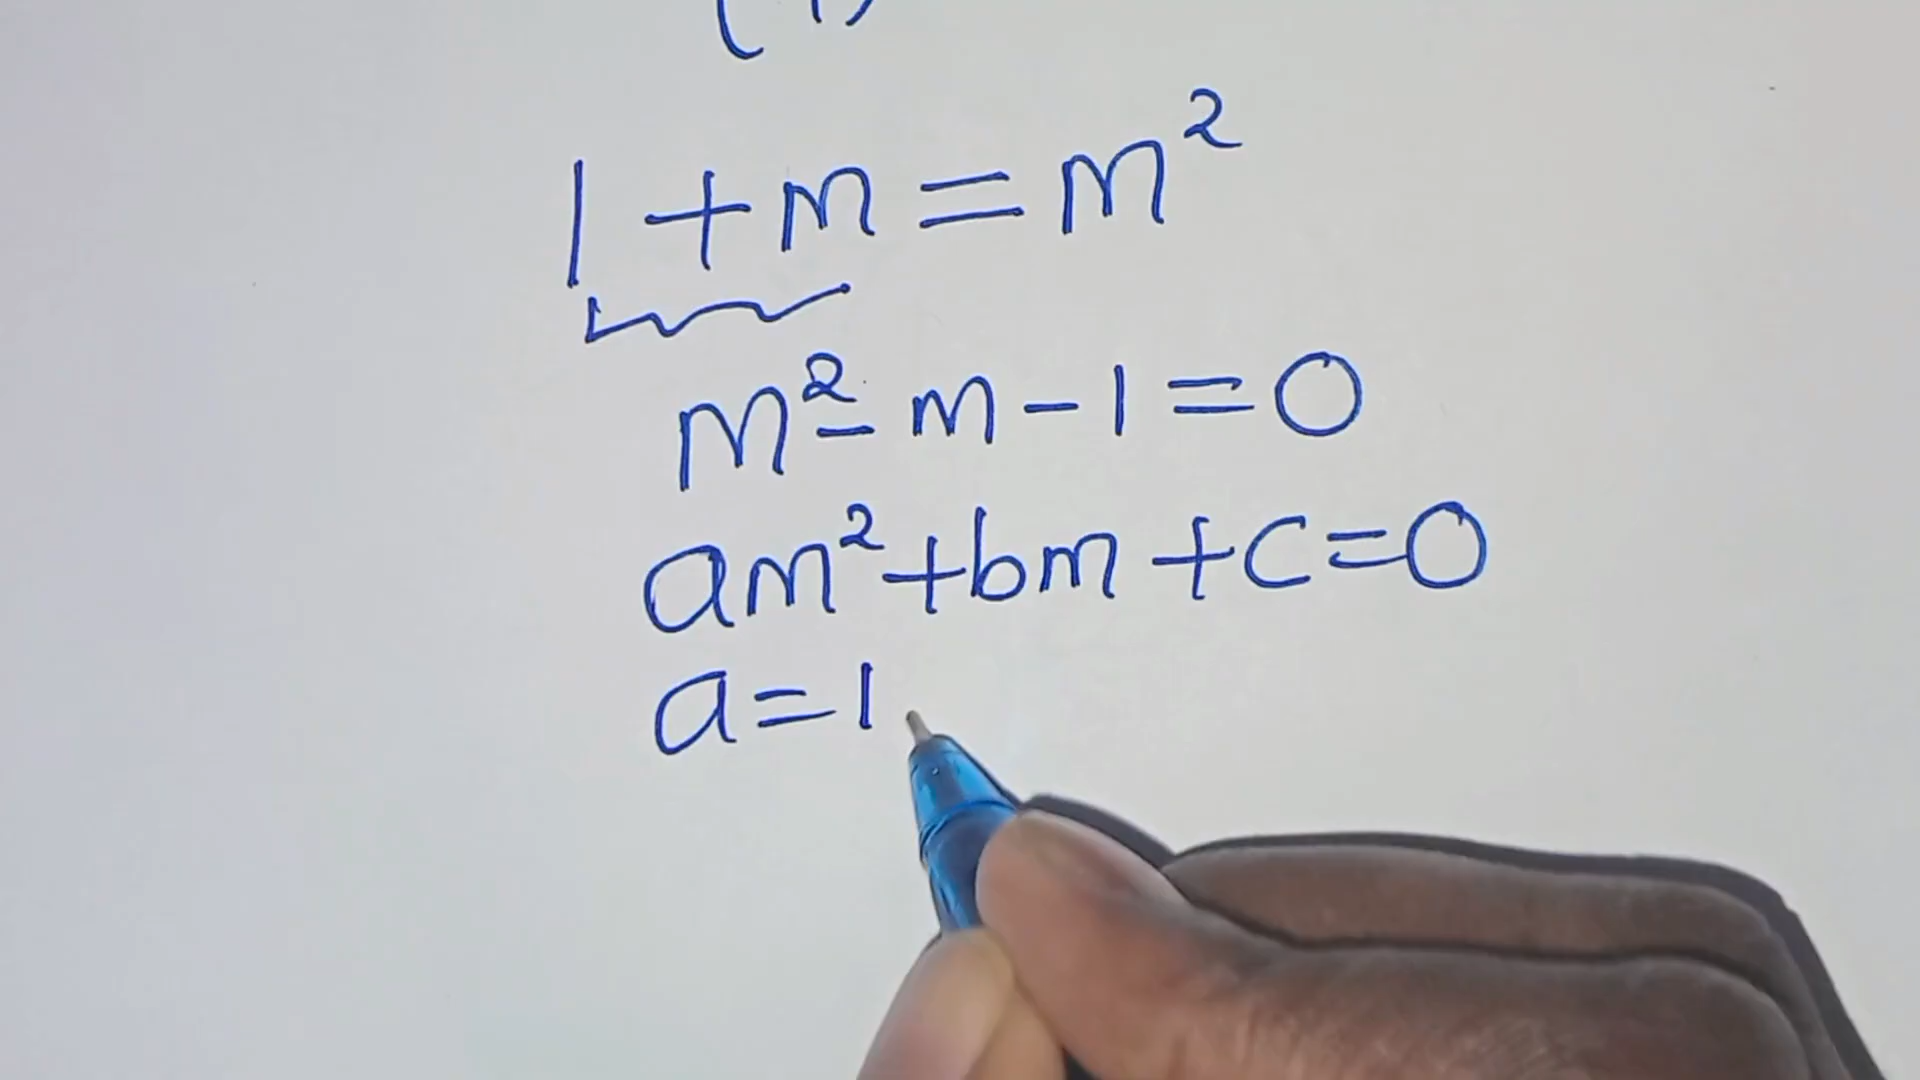 1 + m = m²
m² - m - 1 = 0
am² + bm + c = 0
a = 1